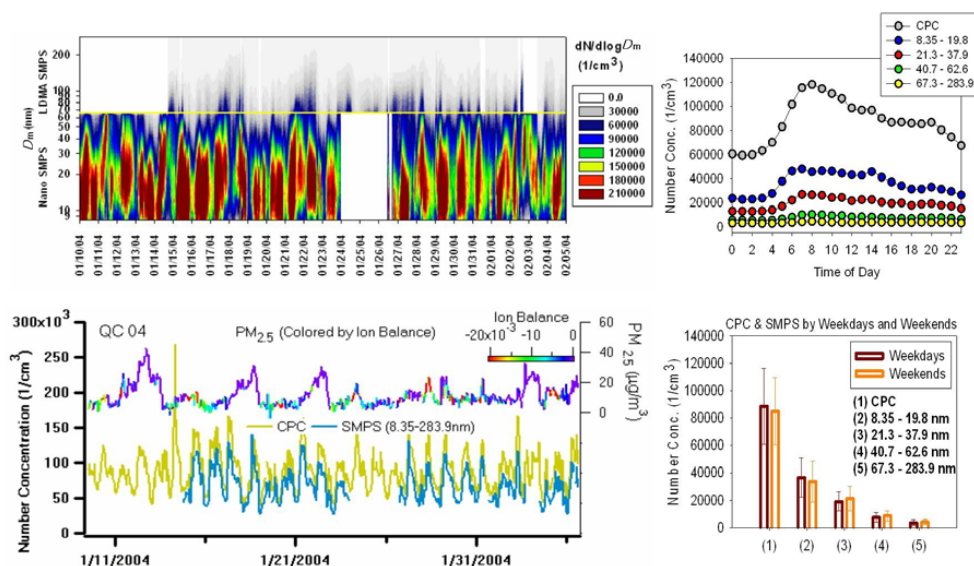 dN/dlogDm
(1/cm3)
0.0
30000
60000
90000
120000
150000
180000
210000
LDMA SMPS
Nano SMPS
Dm (nm)
200
100
90
80
70
60
50
40
30
20
10
9
01/10/04
01/11/04
01/12/04
01/13/04
01/14/04
01/15/04
01/16/04
01/17/04
01/18/04
01/19/04
01/20/04
01/21/04
01/22/04
01/23/04
01/24/04
01/25/04
01/26/04
01/27/04
01/28/04
01/29/04
01/30/04
01/31/04
02/01/04
02/02/04
02/03/04
02/04/04
02/05/04
CPC
8.35 - 19.8
21.3 - 37.9
40.7 - 62.6
67.3 - 283.9
Number Conc. (1/cm3)
140000
120000
100000
80000
60000
40000
20000
0
0 2 4 6 8 10 12 14 16 18 20 22
Time of Day
QC 04
PM2.5 (Colored by Ion Balance)
Ion Balance
-20x10-3 -10 0
Number Concentration (1/cm3)
300x103
250
200
150
100
50
0
60
40
20
0
PM 2.5 (µg/m3)
CPC
SMPS (8.35-283.9nm)
1/11/2004 1/21/2004 1/31/2004
CPC & SMPS by Weekdays and Weekends
Weekdays
Weekends
(1) CPC
(2) 8.35 - 19.8 nm
(3) 21.3 - 37.9 nm
(4) 40.7 - 62.6 nm
(5) 67.3 - 283.9 nm
Number Conc. (1/cm3)
140000
120000
100000
80000
60000
40000
20000
0
(1) (2) (3) (4) (5)